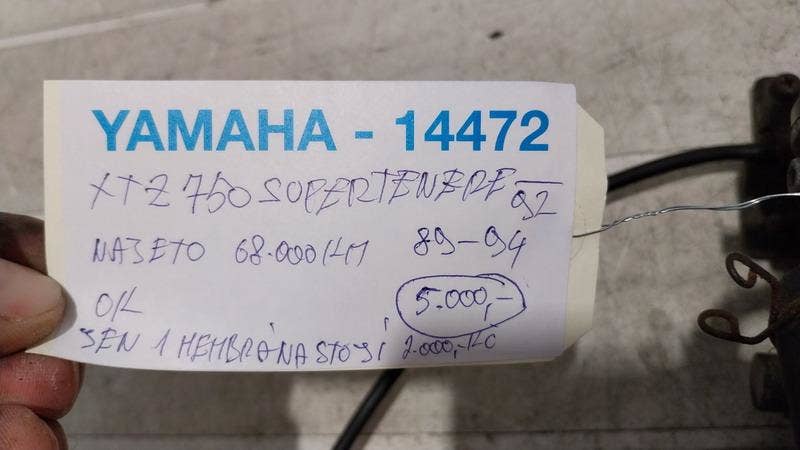 YAMAHA - 14472
XTZ 750 SUPERTENERE 92
NAJETO 68.000 KM 89-94
OK 5.000,-
JEN 1 MEMBRÁNA STOJÍ 2.000,-KČ